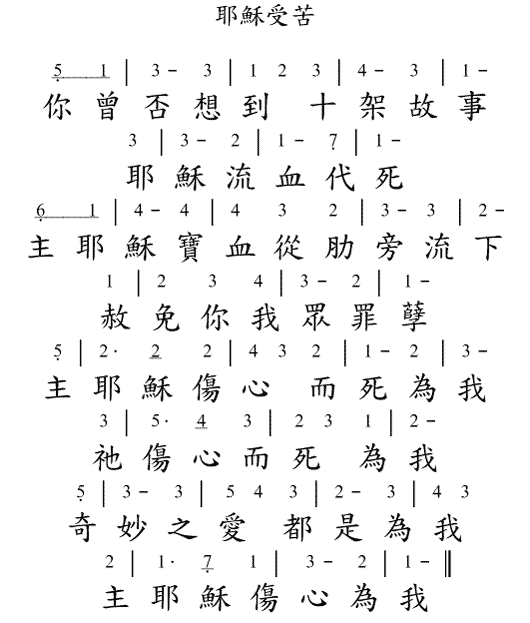 耶穌受苦
5̣ 1 | 3 – 3 | 1 2 3 | 4 – 3 | 1 –
你曾否想到 十架故事
3 | 3 – 2 | 1 – 7̣ | 1 –
耶穌流血代死
6̣ 1 | 4 – 4 | 4 3 2 | 3 – 3 | 2 –
主耶穌寶血從肋旁流下
1 | 2 3 4 | 3 – 2 | 1 –
赦免你我眾罪孽
5̣ | 2· 2 2 | 4 3 2 | 1 – 2 | 3 –
主耶穌傷心 而死為我
3 | 5· 4 3 | 2 3 1 | 2 –
祂傷心而死 為我
5̣ | 3 – 3 | 5 4 3 | 2 – 3 | 4 3
奇妙之愛 都是為我
2 | 1· 7̣ 1 | 3 – 2 | 1 – ‖
主耶穌傷心為我